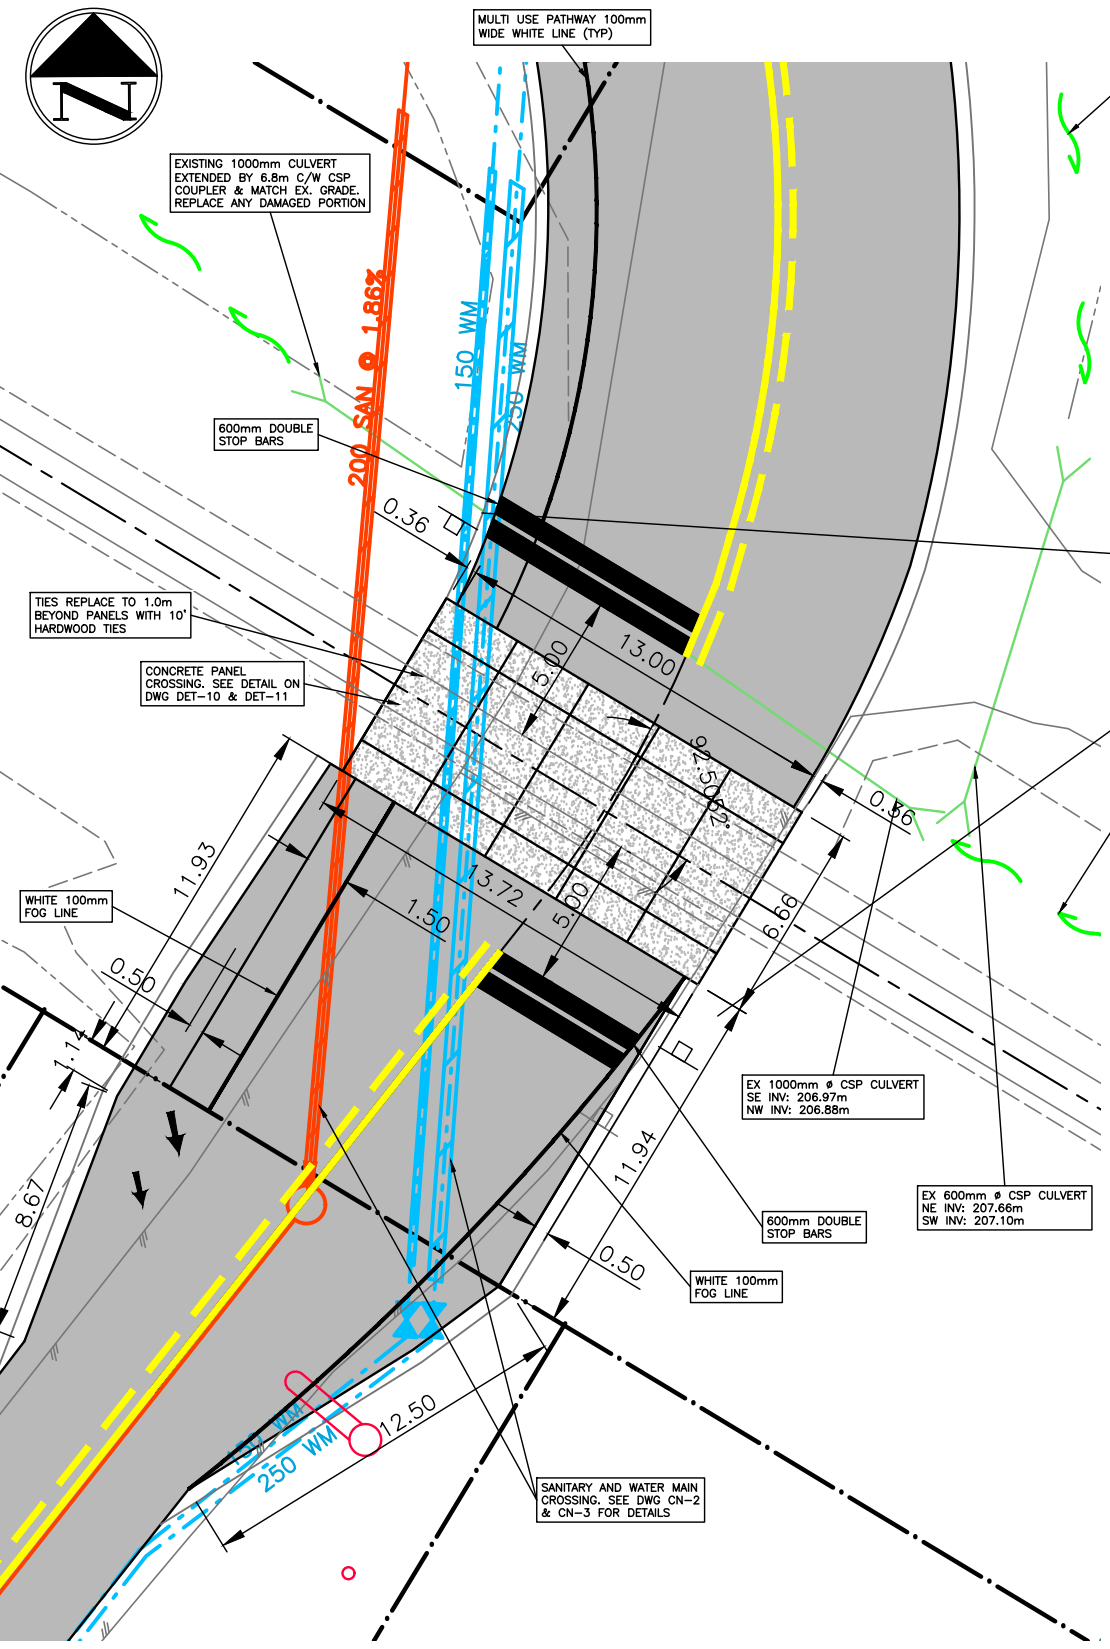 MULTI USE PATHWAY 100mm
WIDE WHITE LINE (TYP)
N
EXISTING 1000mm CULVERT
EXTENDED BY 6.8m C/W CSP
COUPLER & MATCH EX. GRADE.
REPLACE ANY DAMAGED PORTION
200 SAN @ 1.86%
150 WM
250 WM
600mm DOUBLE
STOP BARS
0.36
TIES REPLACE TO 1.0m
BEYOND PANELS WITH 10'
HARDWOOD TIES
CONCRETE PANEL
CROSSING. SEE DETAIL ON
DWG DET-10 & DET-11
5.00
13.00
92.5052°
0.36
11.93
13.72
1.50
5.00
6.66
WHITE 100mm
FOG LINE
0.50
1.14
8.67
EX 1000mm ø CSP CULVERT
SE INV: 206.97m
NW INV: 206.88m
11.94
EX 600mm ø CSP CULVERT
NE INV: 207.66m
SW INV: 207.10m
600mm DOUBLE
STOP BARS
0.50
WHITE 100mm
FOG LINE
12.50
150 WM
250 WM
SANITARY AND WATER MAIN
CROSSING. SEE DWG CN-2
& CN-3 FOR DETAILS